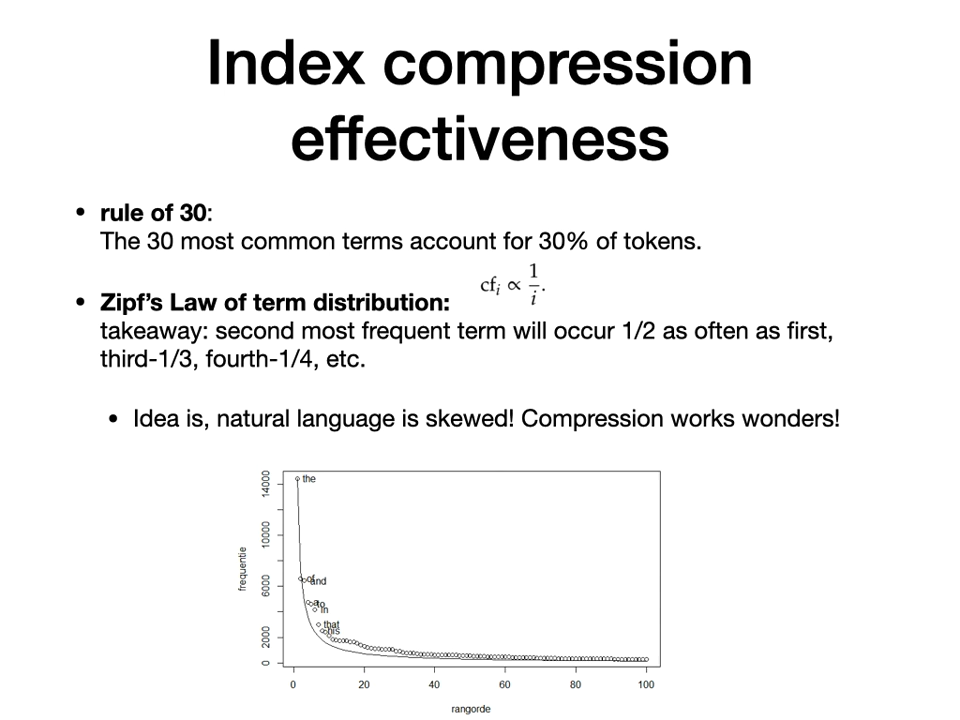 Index compression
effectiveness
• rule of 30:
The 30 most common terms account for 30% of tokens.
• Zipf's Law of term distribution:
cfᵢ ∝ 1/i.
takeaway: second most frequent term will occur 1/2 as often as first,
third-1/3, fourth-1/4, etc.
• Idea is, natural language is skewed! Compression works wonders!
14000
10000
6000
2000
0
frequentie
the
of
and
to
in
that
his
0 20 40 60 80 100
rangorde